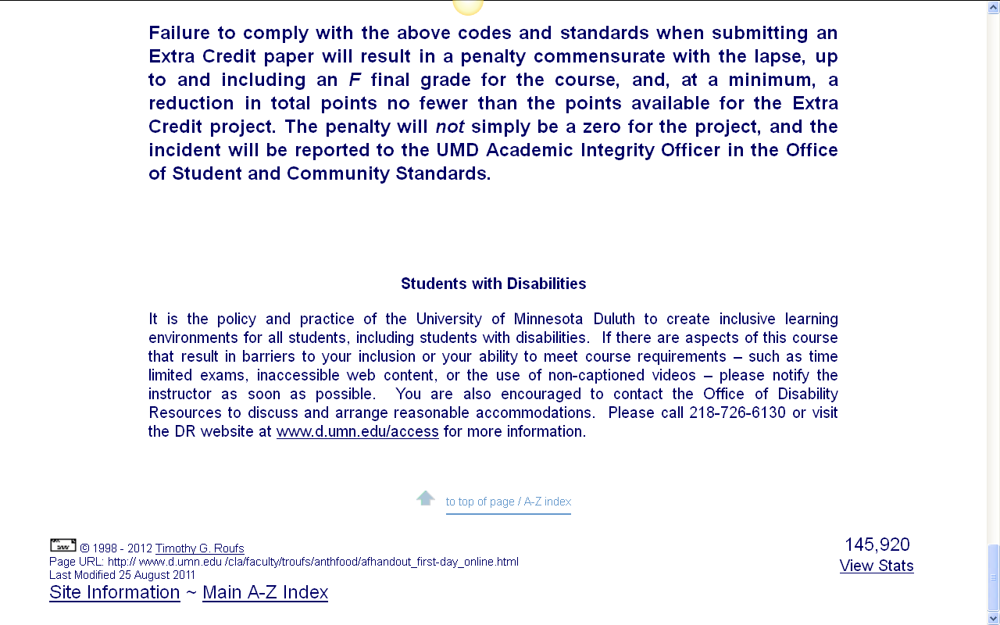 Failure to comply with the above codes and standards when submitting an
Extra Credit paper will result in a penalty commensurate with the lapse, up
to and including an F final grade for the course, and, at a minimum, a
reduction in total points no fewer than the points available for the Extra
Credit project. The penalty will not simply be a zero for the project, and the
incident will be reported to the UMD Academic Integrity Officer in the Office
of Student and Community Standards.
Students with Disabilities
It is the policy and practice of the University of Minnesota Duluth to create inclusive learning
environments for all students, including students with disabilities.  If there are aspects of this course
that result in barriers to your inclusion or your ability to meet course requirements – such as time
limited exams, inaccessible web content, or the use of non-captioned videos – please notify the
instructor as soon as possible.  You are also encouraged to contact the Office of Disability
Resources to discuss and arrange reasonable accommodations.  Please call 218-726-6130 or visit
the DR website at www.d.umn.edu/access for more information.
to top of page / A-Z index
© 1998 - 2012 Timothy G. Roufs
Page URL: http:// www.d.umn.edu /cla/faculty/troufs/anthfood/afhandout_first-day_online.html
Last Modified 25 August 2011
Site Information ~ Main A-Z Index
145,920
View Stats